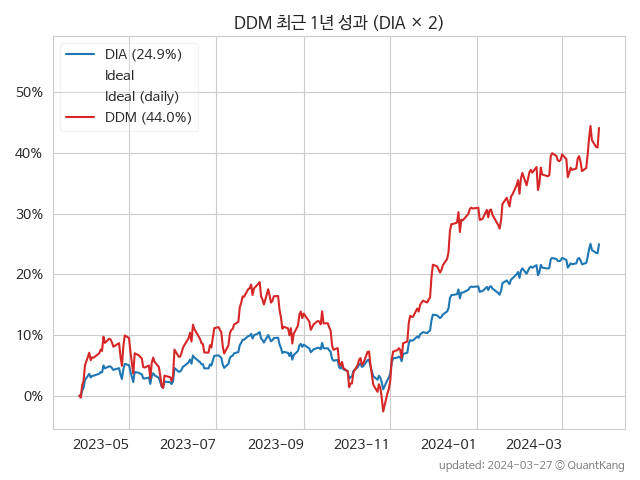 DDM 최근 1년 성과 (DIA × 2)
DIA (24.9%)
Ideal
Ideal (daily)
DDM (44.0%)
50%
40%
30%
20%
10%
0%
2023-05 2023-07 2023-09 2023-11 2024-01 2024-03
updated: 2024-03-27 © QuantKang